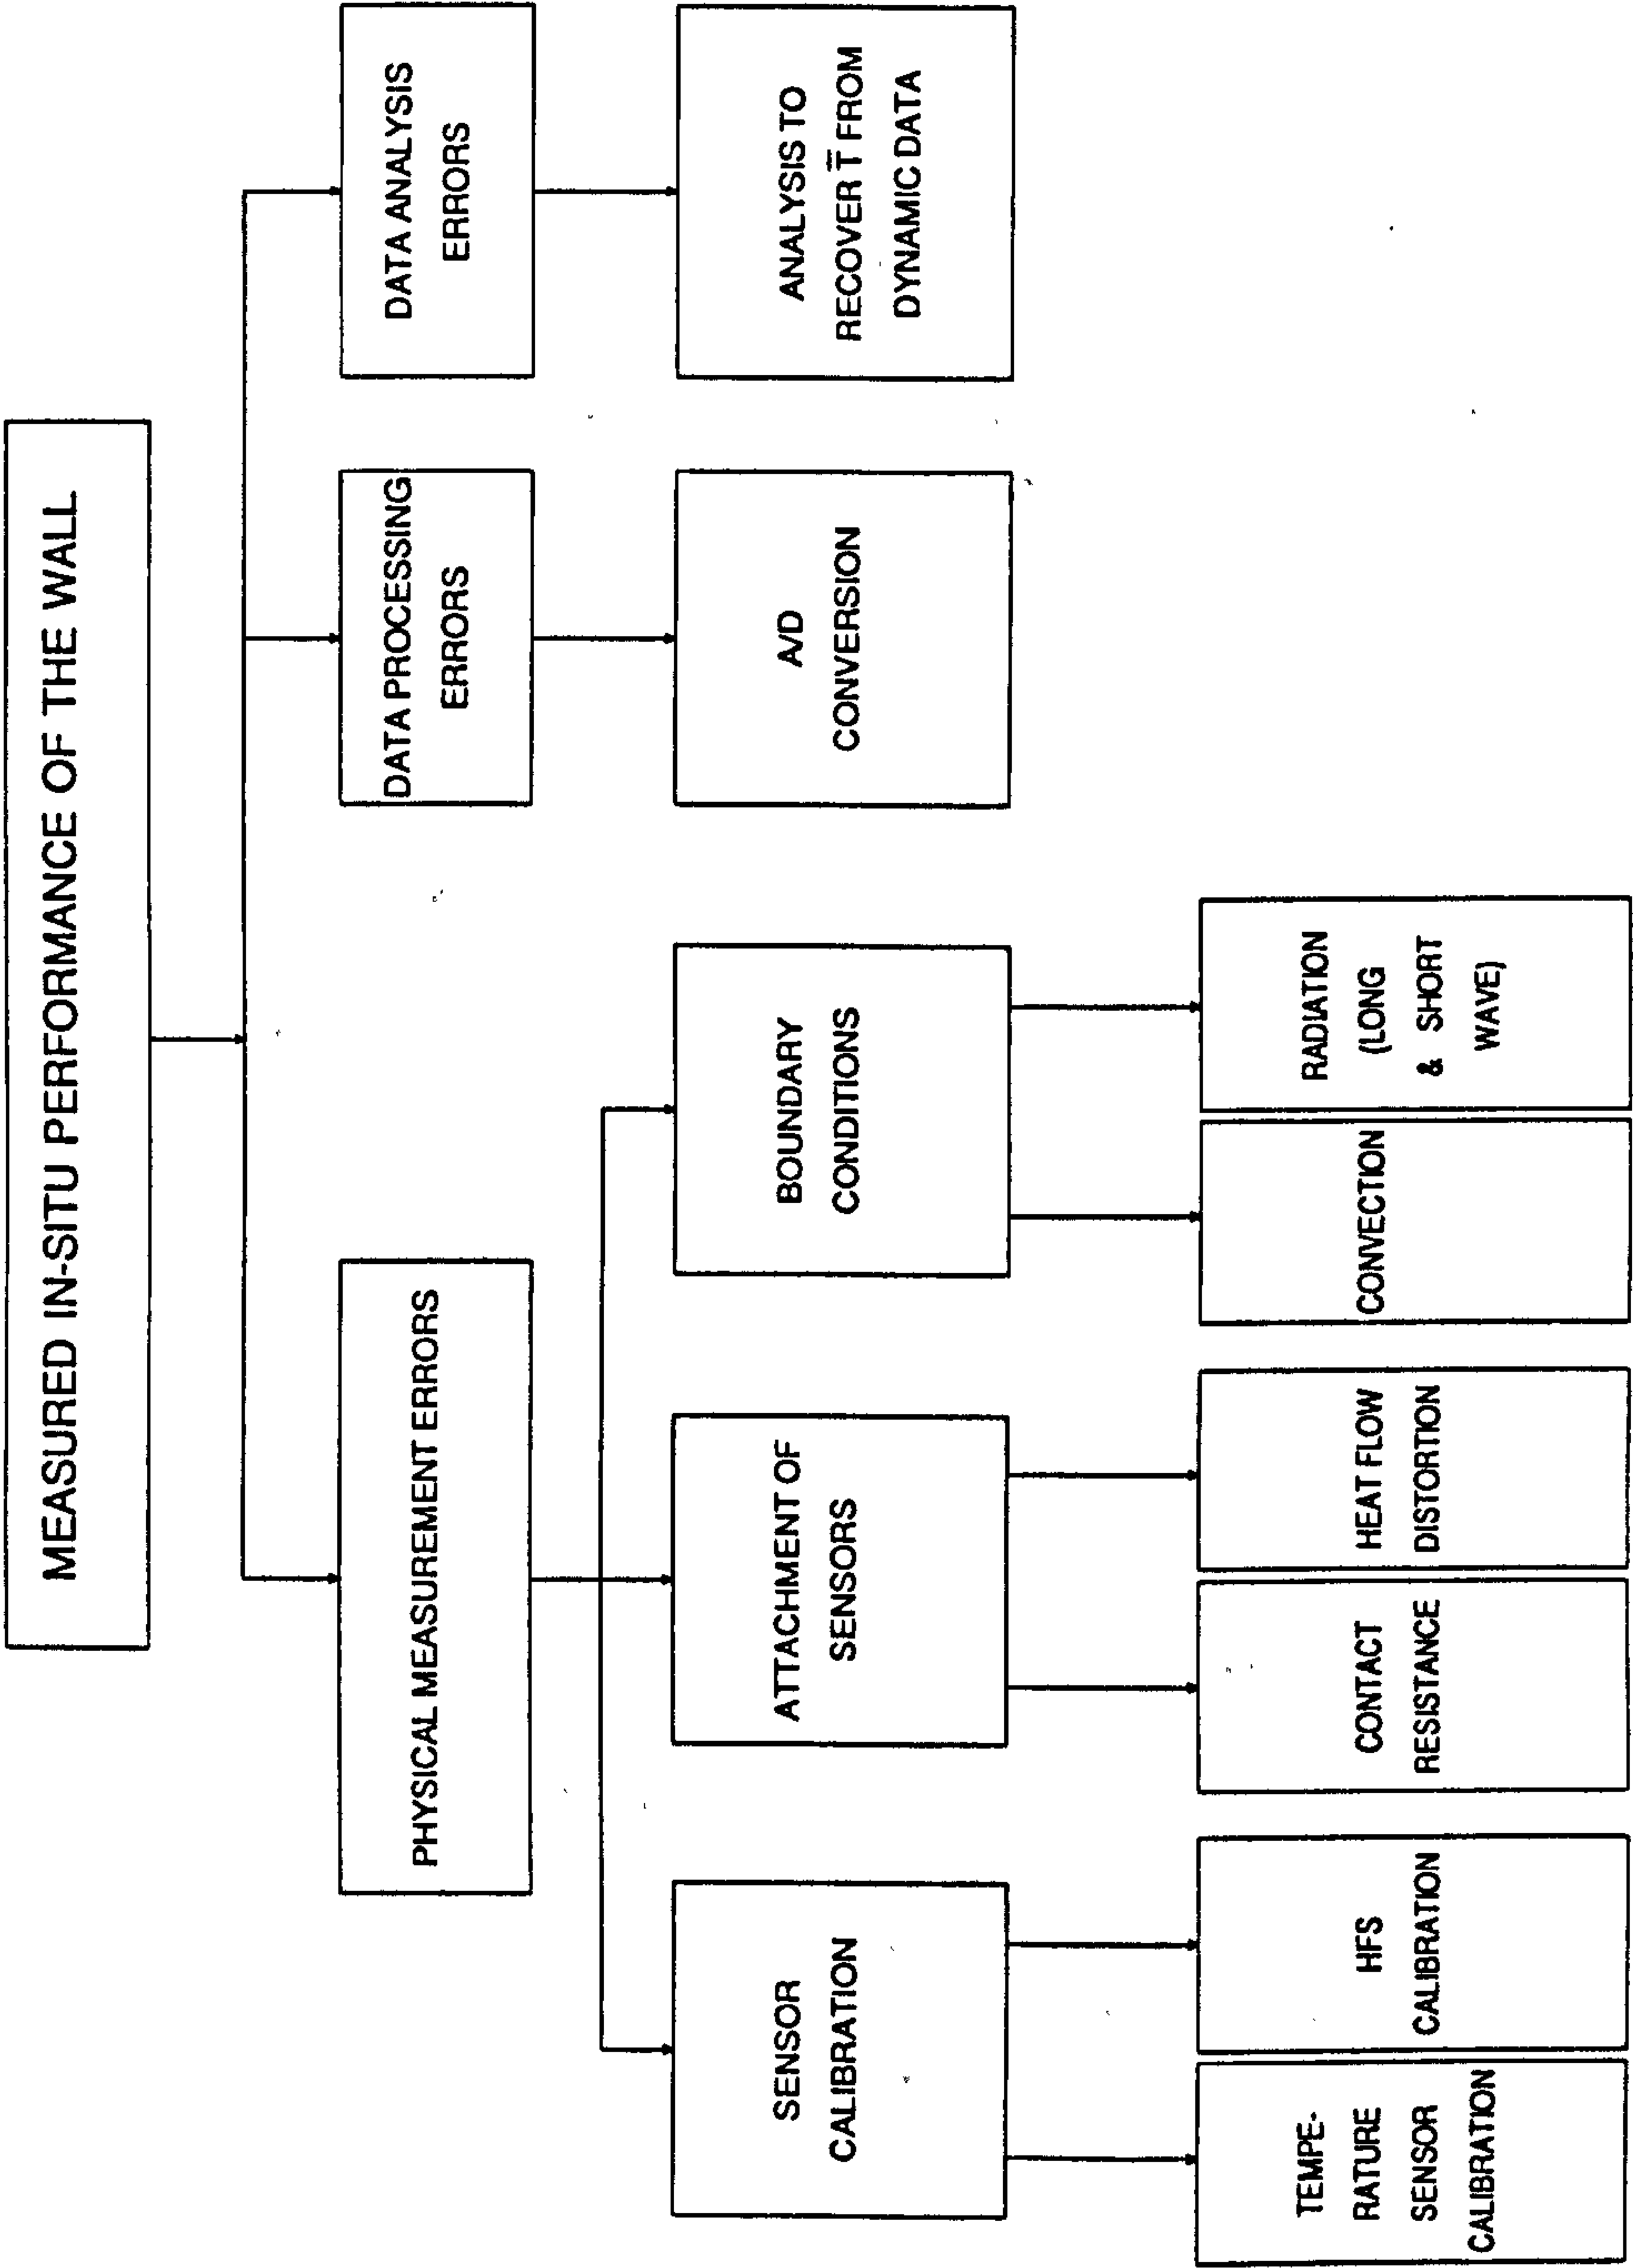 MEASURED IN-SITU PERFORMANCE OF THE WALL
PHYSICAL MEASUREMENT ERRORS
DATA PROCESSING
ERRORS
DATA ANALYSIS
ERRORS
SENSOR
CALIBRATION
ATTACHMENT OF
SENSORS
BOUNDARY
CONDITIONS
A/D
CONVERSION
ANALYSIS TO
RECOVER T̅ FROM
DYNAMIC DATA
TEMPE-
RATURE
SENSOR
CALIBRATION
HFS
CALIBRATION
CONTACT
RESISTANCE
HEAT FLOW
DISTORTION
CONVECTION
RADIATION
(LONG
& SHORT
WAVE)